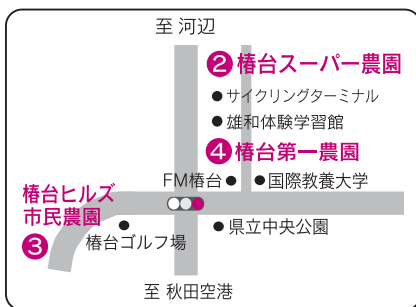 至 河辺
❷ 椿台スーパー農園
●サイクリングターミナル
●雄和体験学習館
❹ 椿台第一農園
FM椿台●
●国際教養大学
椿台ヒルズ
市民農園
❸
●
椿台ゴルフ場
●県立中央公園
至 秋田空港